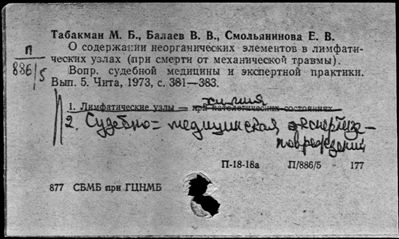 Табакман М. Б., Балаев В. В., Смольянинова Е. В.
О содержании неорганических элементов в лимфати-
ческих узлах (при смерти от механической травмы).
П
886/5
Вопр. судебной медицины и экспертной практики.
Вып. 5. Чита, 1973, с. 381—383.
химия
1. Лимфатические узлы — при патологических состояниях
2. Судебно=медицинская экспертиза-
повреждений
П-18-18а П/886/5 - 177
877 СБМБ при ГЦНМБ